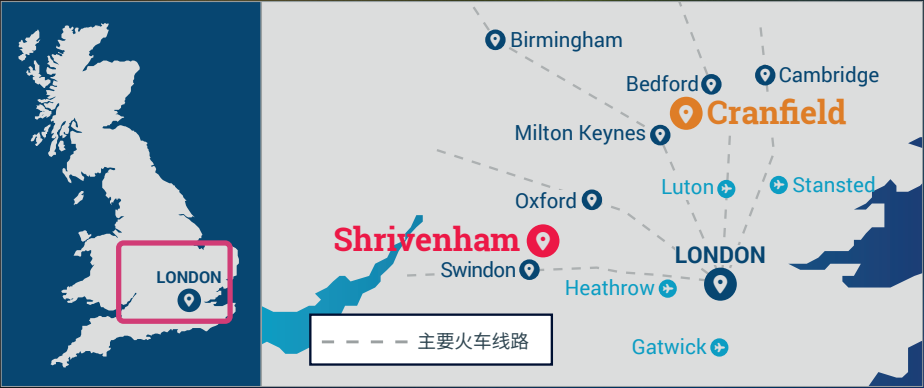 LONDON
Birmingham
Bedford
Cambridge
Cranfield
Milton Keynes
Luton
Stansted
Oxford
Shrivenham
LONDON
Swindon
Heathrow
Gatwick
主要火车线路